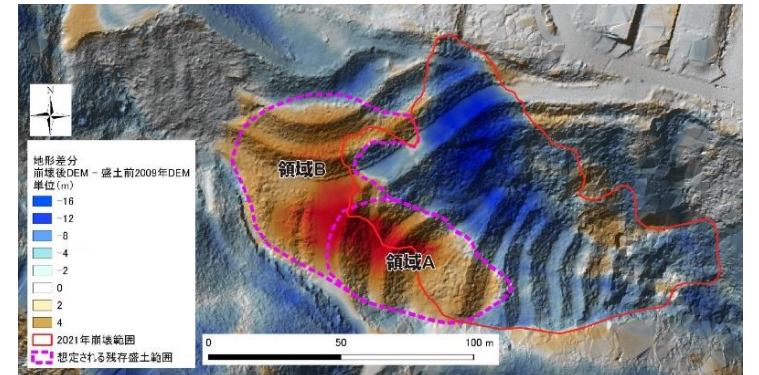 N
地形差分
崩壊後DEM − 盛土前2009年DEM
単位(m)
-16
-12
-8
-4
-2
0
2
4
2021年崩壊範囲
想定される残存盛土範囲
領域B
領域A
0 50 100 m